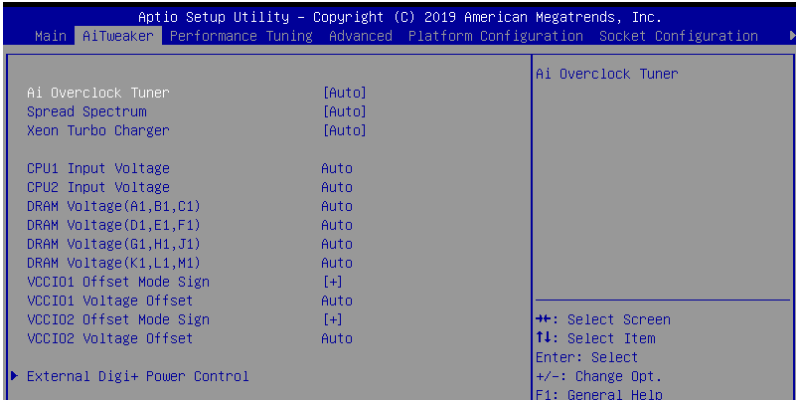 Aptio Setup Utility – Copyright (C) 2019 American Megatrends, Inc.
Main AiTweaker Performance Tuning Advanced Platform Configuration Socket Configuration ▶
Ai Overclock Tuner
Ai Overclock Tuner [Auto]
Spread Spectrum [Auto]
Xeon Turbo Charger [Auto]
CPU1 Input Voltage Auto
CPU2 Input Voltage Auto
DRAM Voltage(A1,B1,C1) Auto
DRAM Voltage(D1,E1,F1) Auto
DRAM Voltage(G1,H1,J1) Auto
DRAM Voltage(K1,L1,M1) Auto
VCCIO1 Offset Mode Sign [+]
VCCIO1 Voltage Offset Auto
VCCIO2 Offset Mode Sign [+]
VCCIO2 Voltage Offset Auto
▶ External Digi+ Power Control
→←: Select Screen
↑↓: Select Item
Enter: Select
+/-: Change Opt.
F1: General Help